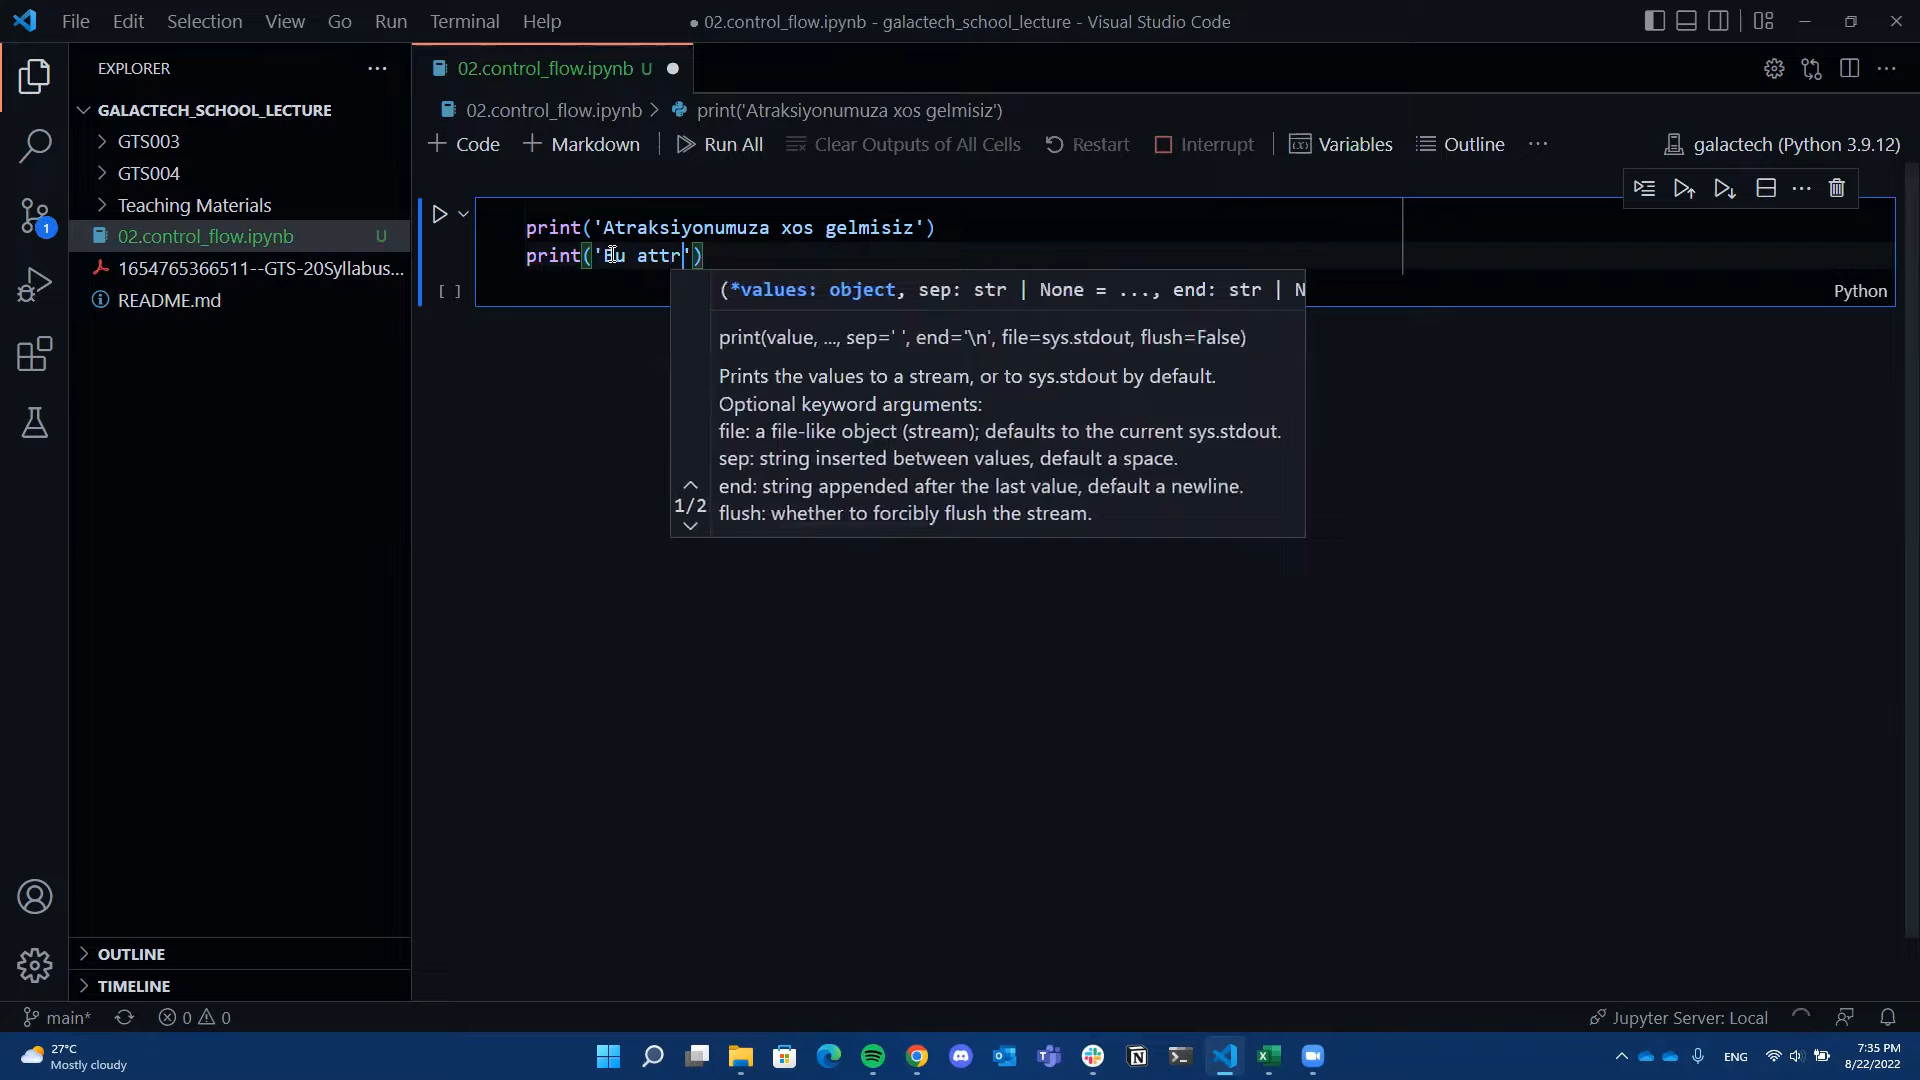 File Edit Selection View Go Run Terminal Help
● 02.control_flow.ipynb - galactech_school_lecture - Visual Studio Code
EXPLORER
GALACTECH_SCHOOL_LECTURE
GTS003
GTS004
Teaching Materials
02.control_flow.ipynb U
1654765366511--GTS-20Syllabus...
README.md
OUTLINE
TIMELINE
02.control_flow.ipynb U ●
02.control_flow.ipynb > print('Atraksiyonumuza xos gelmisiz')
+ Code + Markdown Run All Clear Outputs of All Cells Restart Interrupt Variables Outline ... galactech (Python 3.9.12)
print('Atraksiyonumuza xos gelmisiz')
print('Bu attr')
[ ]
Python
(*values: object, sep: str | None = ..., end: str | N
print(value, ..., sep=' ', end='\n', file=sys.stdout, flush=False)
Prints the values to a stream, or to sys.stdout by default.
Optional keyword arguments:
file: a file-like object (stream); defaults to the current sys.stdout.
sep: string inserted between values, default a space.
end: string appended after the last value, default a newline.
flush: whether to forcibly flush the stream.
1/2
1
main* 0 0
Jupyter Server: Local
27°C
Mostly cloudy
ENG
7:35 PM
8/22/2022